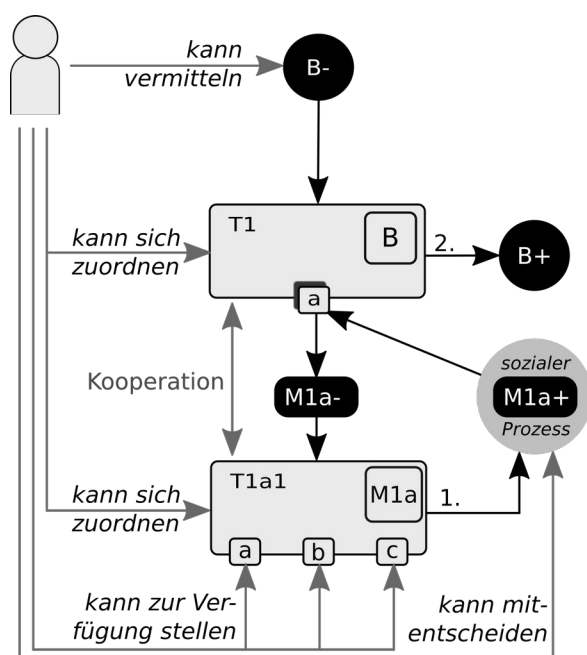 kann
vermitteln
B-
T1
B
kann sich
zuordnen
2.
B+
a
Kooperation
M1a-
sozialer
M1a+
Prozess
T1a1
M1a
kann sich
zuordnen
1.
a
b
c
kann zur Ver-
fügung stellen
kann mit-
entscheiden